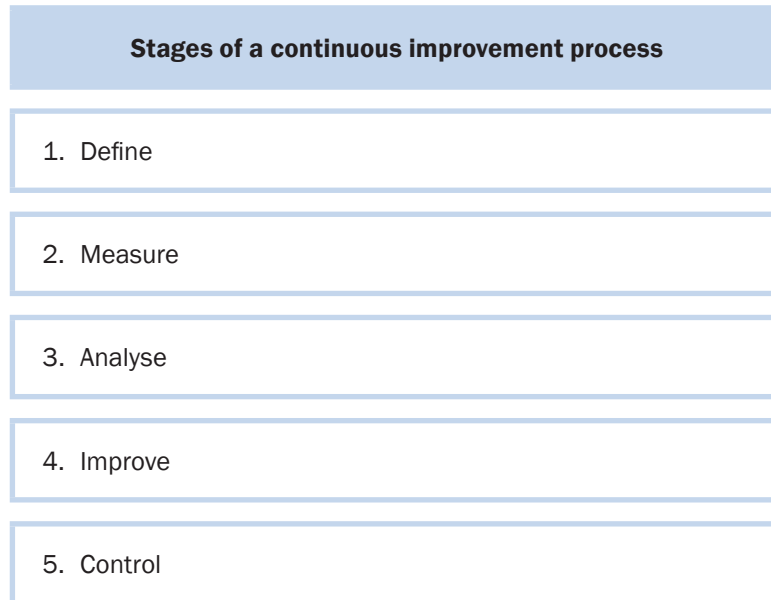 Stages of a continuous improvement process
1. Define
2. Measure
3. Analyse
4. Improve
5. Control